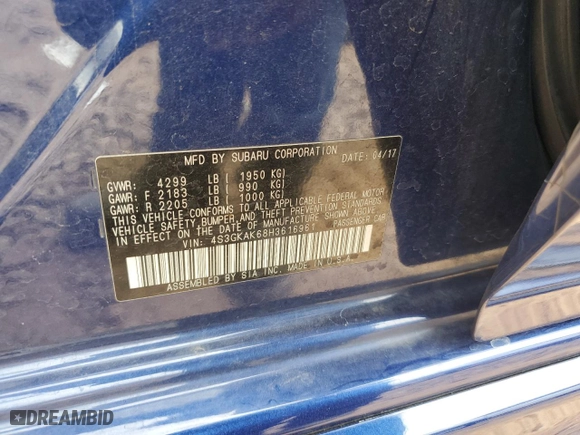 MFD BY SUBARU CORPORATION DATE: 04/17
GVWR: 4299 LB ( 1950 KG)
GAWR: F 2183 LB ( 990 KG)
GAWR: R 2205 LB ( 1000 KG)
THIS VEHICLE CONFORMS TO ALL APPLICABLE FEDERAL MOTOR
VEHICLE SAFETY, BUMPER, AND THEFT PREVENTION STANDARDS
IN EFFECT ON THE DATE OF MANUFACTURE SHOWN ABOVE.
VIN: 4S3GKAK68H3616961 PASSENGER CAR
ASSEMBLED BY SIA INC. MADE IN U.S.A.
DREAMBID